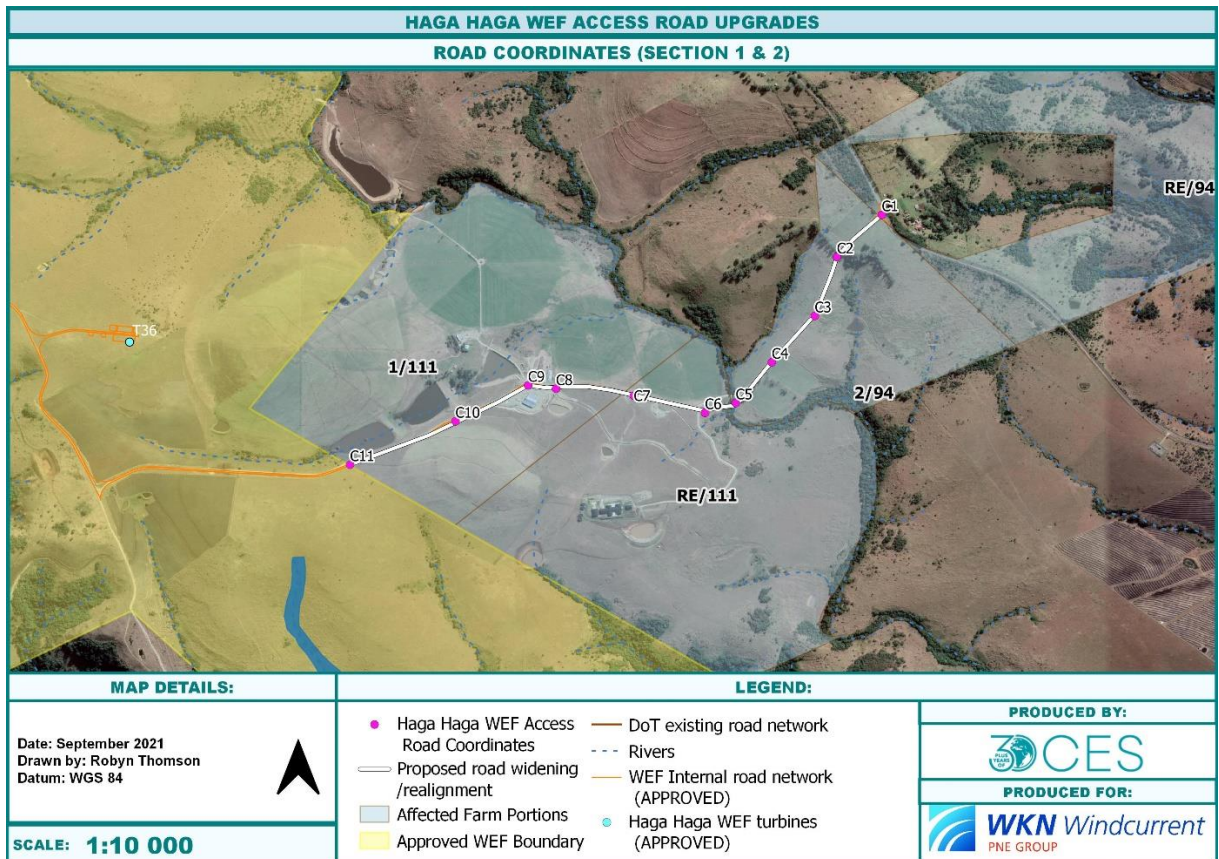 HAGA HAGA WEF ACCESS ROAD UPGRADES
ROAD COORDINATES (SECTION 1 & 2)
RE/94
C1
C2
C3
T36
C4
1/111
C9
C8
C7
2/94
C5
C6
C10
C11
RE/111
MAP DETAILS:
Date: September 2021
Drawn by: Robyn Thomson
Datum: WGS 84
SCALE: 1:10 000
LEGEND:
Haga Haga WEF Access
Road Coordinates
Proposed road widening
/realignment
Affected Farm Portions
Approved WEF Boundary
DoT existing road network
Rivers
WEF Internal road network
(APPROVED)
Haga Haga WEF turbines
(APPROVED)
PRODUCED BY:
30 PLUS YEARS OF CES
PRODUCED FOR:
WKN Windcurrent
PNE GROUP